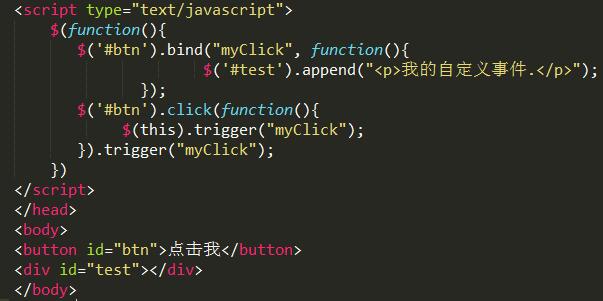 <script type="text/javascript">
$(function(){
$('#btn').bind("myClick", function(){
$('#test').append("<p>我的自定义事件.</p>");
});
$('#btn').click(function(){
$(this).trigger("myClick");
}).trigger("myClick");
})
</script>
</head>
<body>
<button id="btn">点击我</button>
<div id="test"></div>
</body>